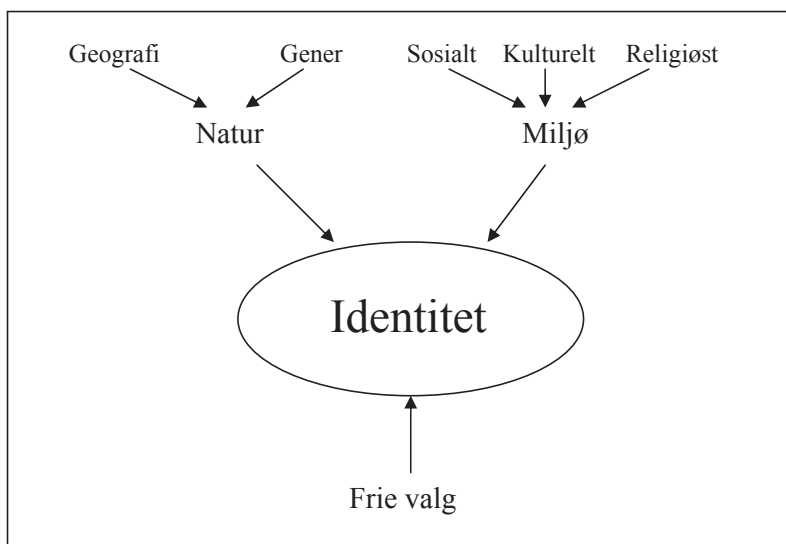 Geografi Gener Sosialt Kulturelt Religiøst
Natur Miljø
Identitet
Frie valg